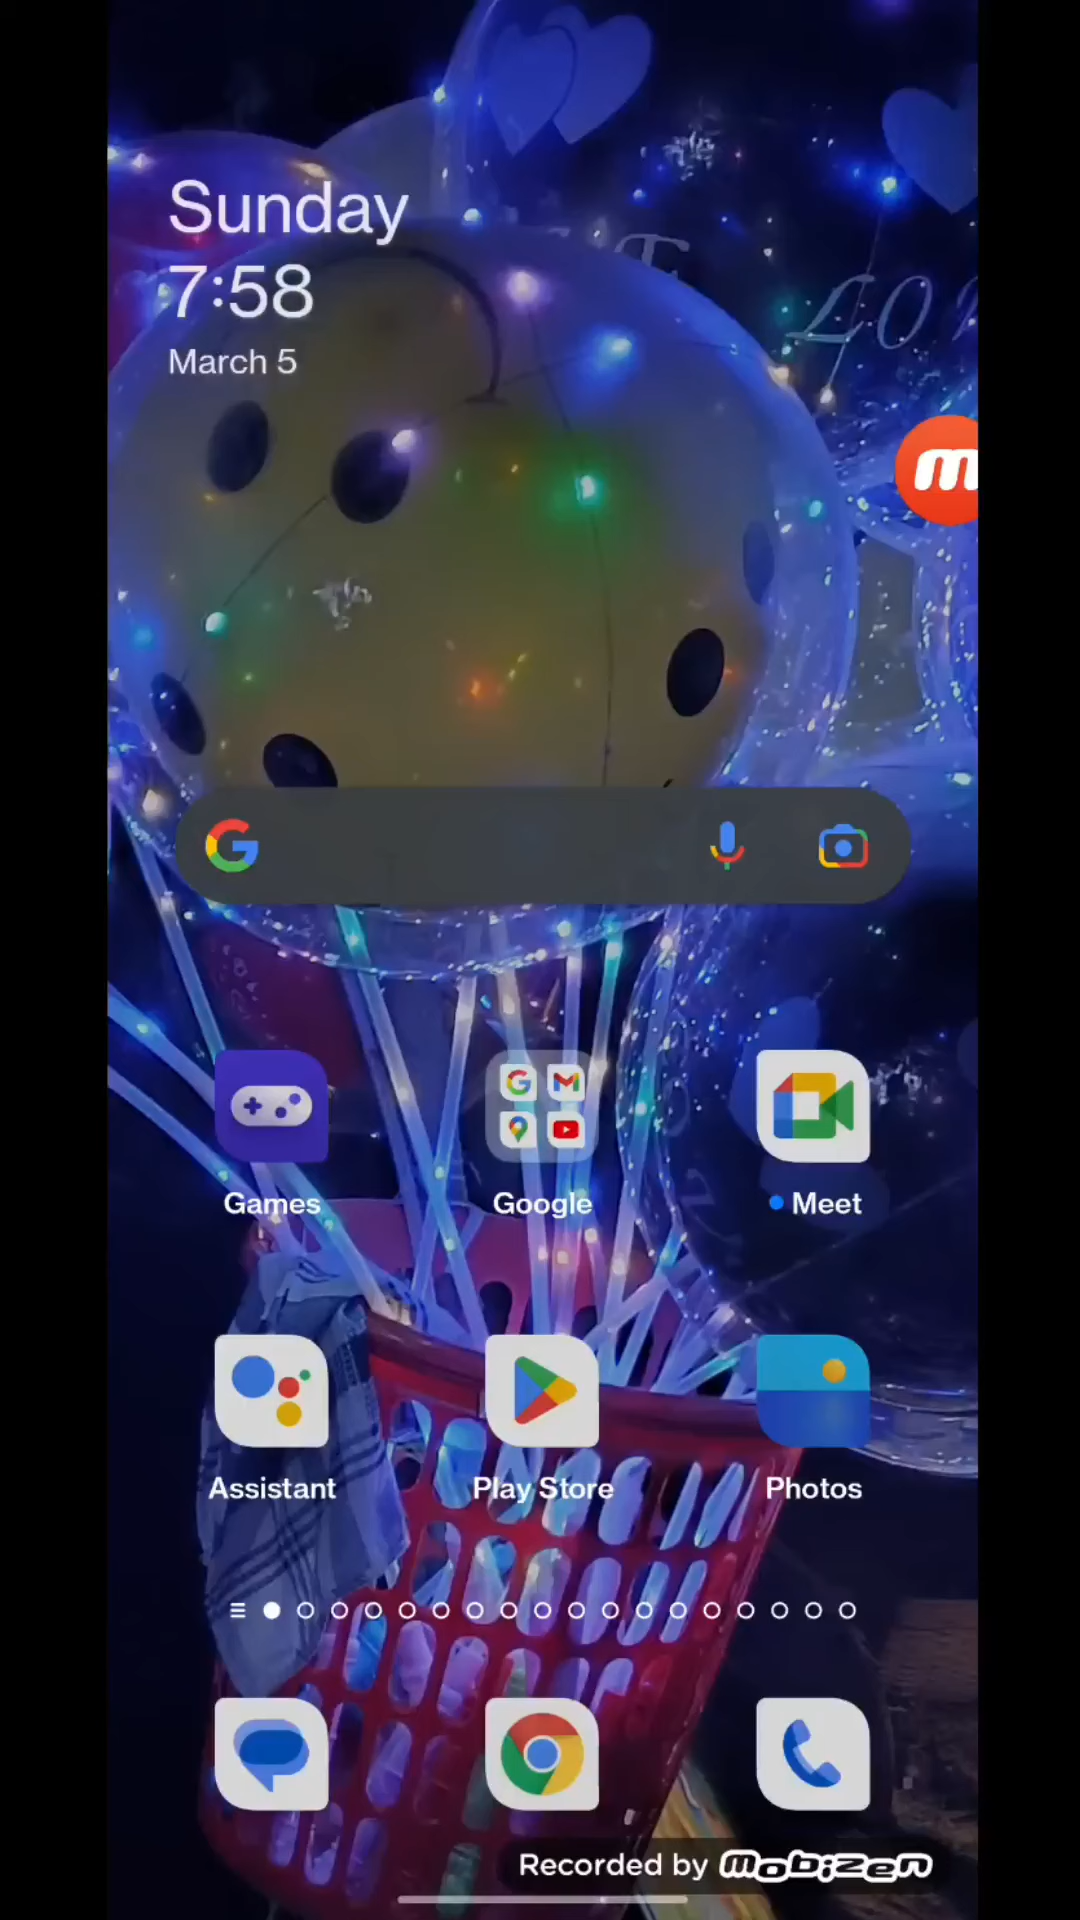 Sunday
7:58
March 5
m
Games
Google
Meet
Assistant
Play Store
Photos
Recorded by mobizen